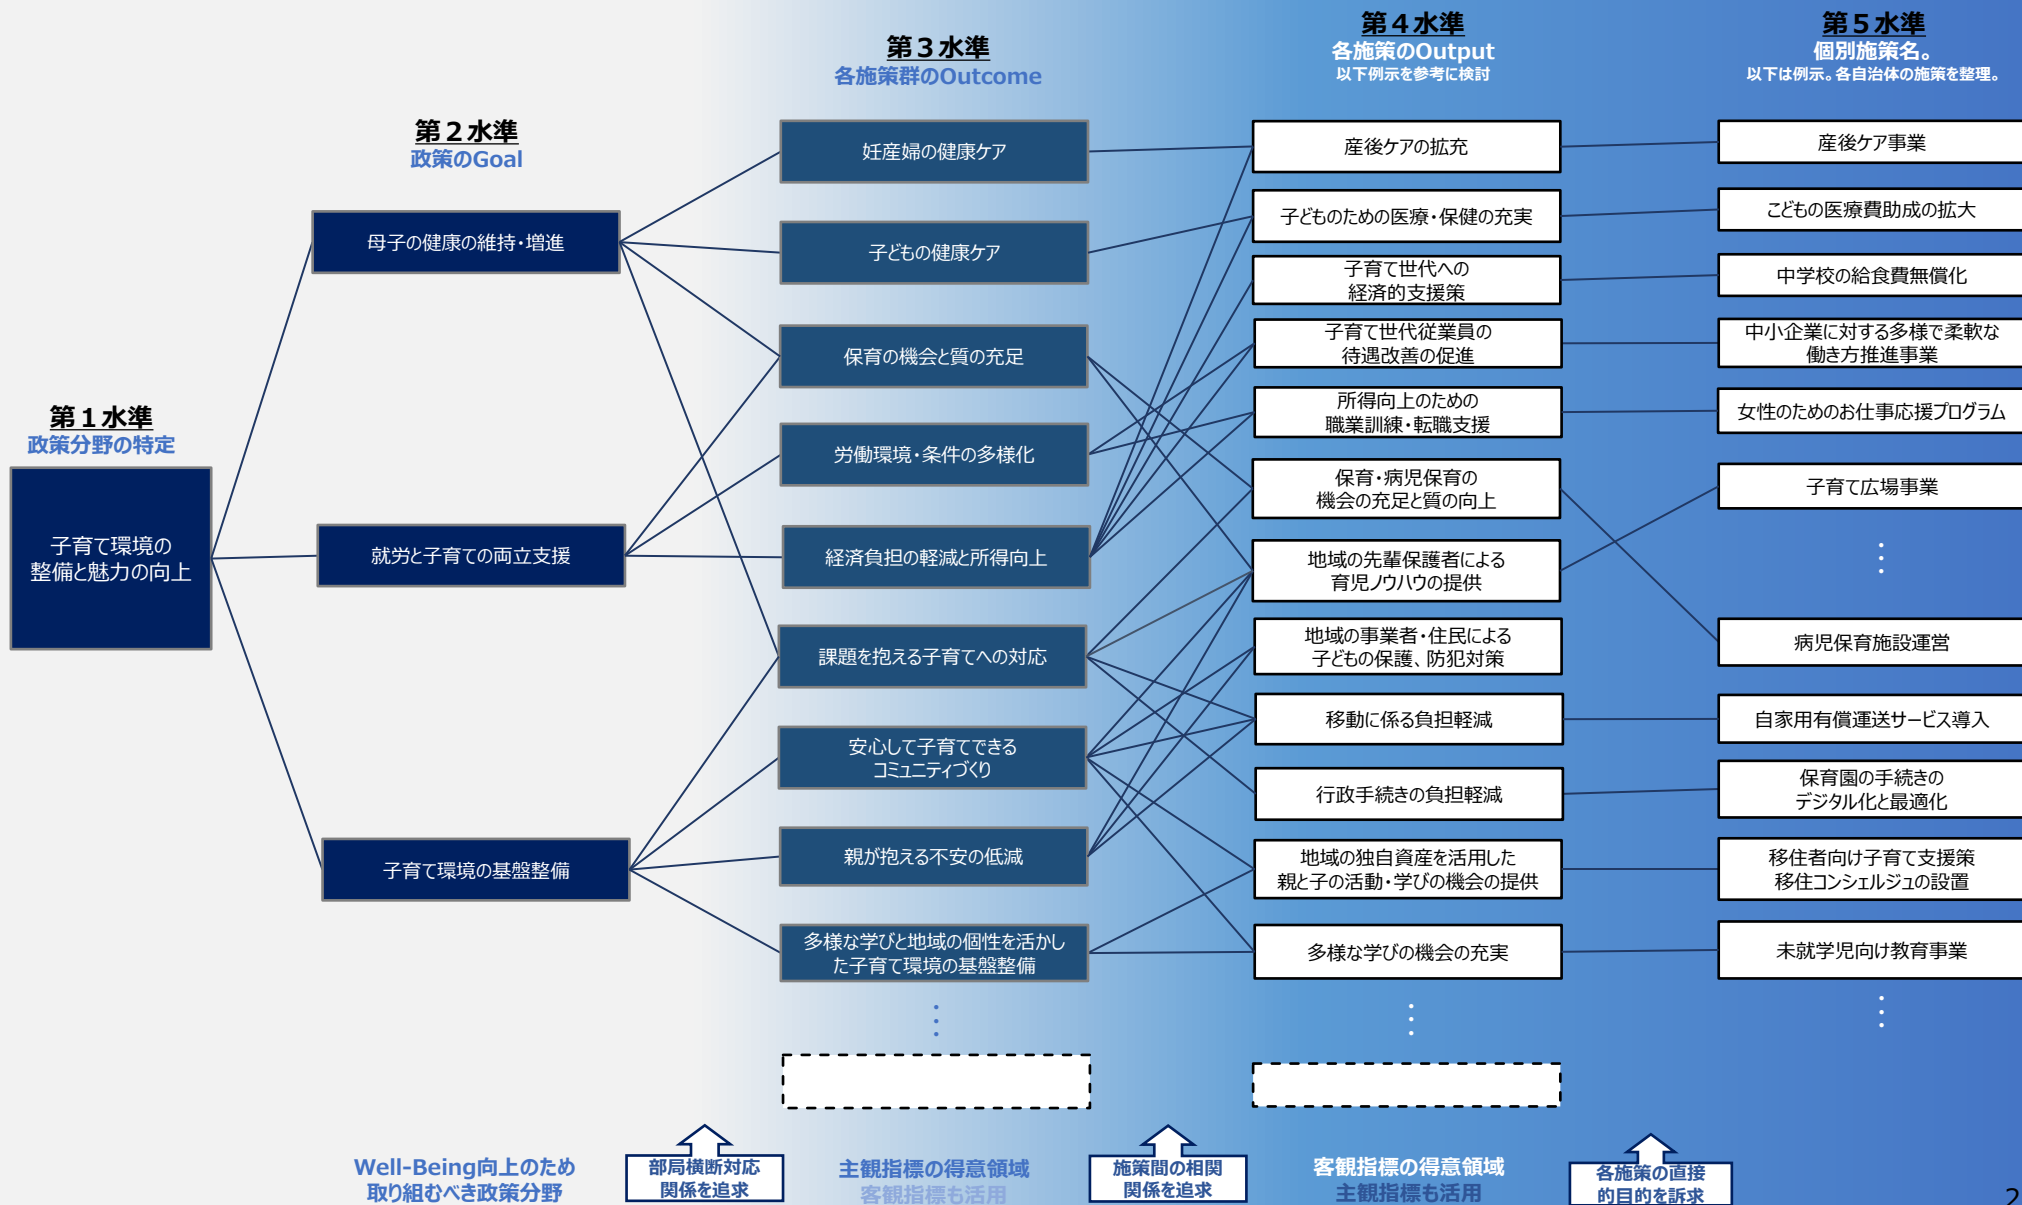 第１水準
政策分野の特定
子育て環境の
整備と魅力の向上
第２水準
政策のGoal
母子の健康の維持・増進
就労と子育ての両立支援
子育て環境の基盤整備
第３水準
各施策群のOutcome
妊産婦の健康ケア
子どもの健康ケア
保育の機会と質の充足
労働環境・条件の多様化
経済負担の軽減と所得向上
課題を抱える子育てへの対応
安心して子育てできる
コミュニティづくり
親が抱える不安の低減
多様な学びと地域の個性を活かし
た子育て環境の基盤整備
第４水準
各施策のOutput
以下例示を参考に検討
産後ケアの拡充
子どものための医療・保健の充実
子育て世代への
経済的支援策
子育て世代従業員の
待遇改善の促進
所得向上のための
職業訓練・転職支援
保育・病児保育の
機会の充足と質の向上
地域の先輩保護者による
育児ノウハウの提供
地域の事業者・住民による
子どもの保護、防犯対策
移動に係る負担軽減
行政手続きの負担軽減
地域の独自資産を活用した
親と子の活動・学びの機会の提供
多様な学びの機会の充実
第５水準
個別施策名。
以下は例示。各自治体の施策を整理。
産後ケア事業
こどもの医療費助成の拡大
中学校の給食費無償化
中小企業に対する多様で柔軟な
働き方推進事業
女性のためのお仕事応援プログラム
子育て広場事業
病児保育施設運営
自家用有償運送サービス導入
保育園の手続きの
デジタル化と最適化
移住者向け子育て支援策
移住コンシェルジュの設置
未就学児向け教育事業
Well-Being向上のため
取り組むべき政策分野
部局横断対応
関係を追求
主観指標の得意領域
客観指標も活用
施策間の相関
関係を追求
客観指標の得意領域
主観指標も活用
各施策の直接
的目的を訴求
2